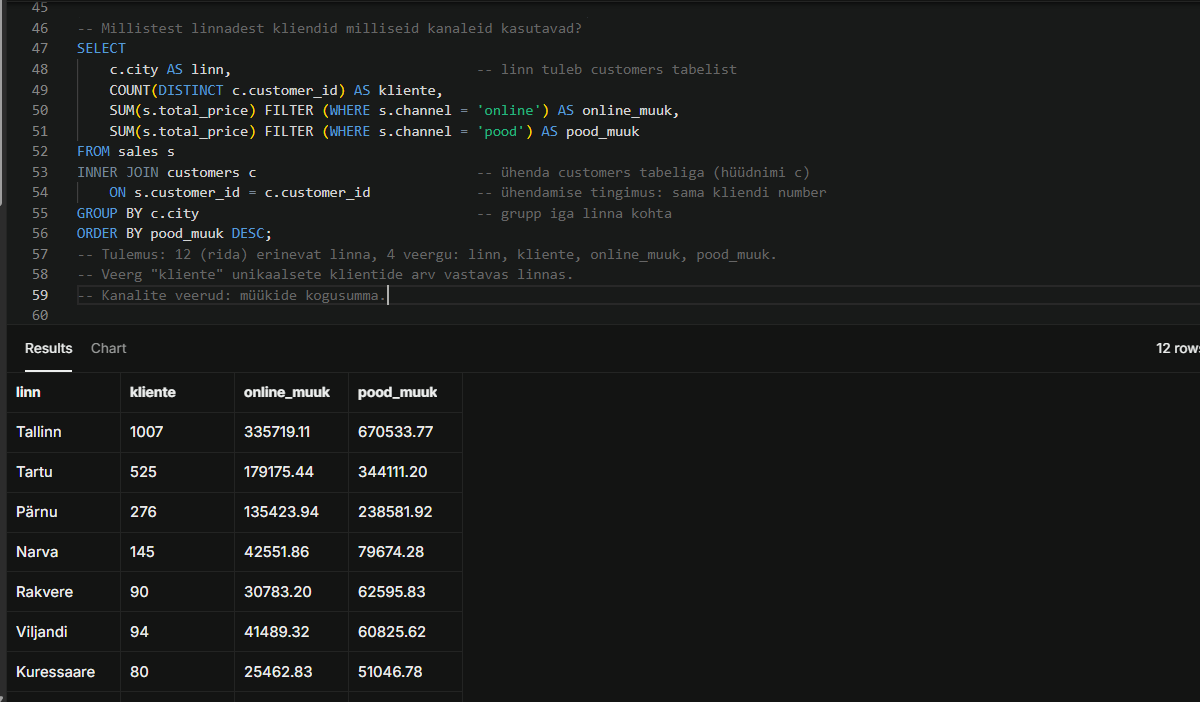 45
46 -- Millistest linnadest kliendid milliseid kanaleid kasutavad?
47 SELECT
48 c.city AS linn, -- linn tuleb customers tabelist
49 COUNT(DISTINCT c.customer_id) AS kliente,
50 SUM(s.total_price) FILTER (WHERE s.channel = 'online') AS online_muuk,
51 SUM(s.total_price) FILTER (WHERE s.channel = 'pood') AS pood_muuk
52 FROM sales s
53 INNER JOIN customers c -- ühenda customers tabeliga (hüüdnimi c)
54 ON s.customer_id = c.customer_id -- ühendamise tingimus: sama kliendi number
55 GROUP BY c.city -- grupp iga linna kohta
56 ORDER BY pood_muuk DESC;
57 -- Tulemus: 12 (rida) erinevat linna, 4 veergu: linn, kliente, online_muuk, pood_muuk.
58 -- Veerg "kliente" unikaalsete klientide arv vastavas linnas.
59 -- Kanalite veerud: müükide kogusumma.
60
Results Chart 12 rows
linn kliente online_muuk pood_muuk
Tallinn 1007 335719.11 670533.77
Tartu 525 179175.44 344111.20
Pärnu 276 135423.94 238581.92
Narva 145 42551.86 79674.28
Rakvere 90 30783.20 62595.83
Viljandi 94 41489.32 60825.62
Kuressaare 80 25462.83 51046.78